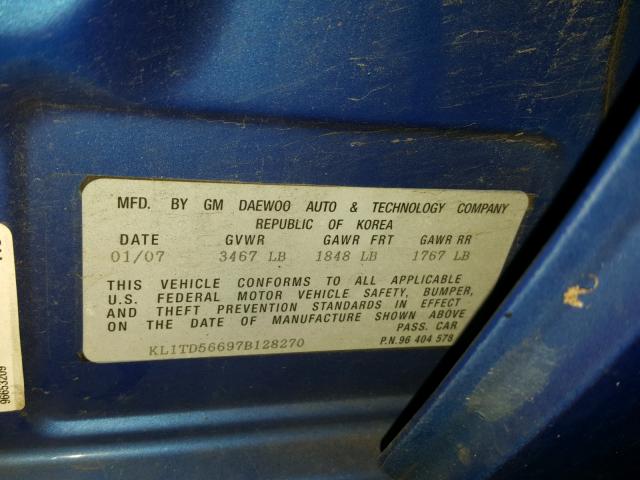 MFD. BY GM DAEWOO AUTO & TECHNOLOGY COMPANY
REPUBLIC OF KOREA
DATE GVWR GAWR FRT GAWR RR
01/07 3467 LB 1848 LB 1767 LB
THIS VEHICLE CONFORMS TO ALL APPLICABLE
U.S. FEDERAL MOTOR VEHICLE SAFETY, BUMPER,
AND THEFT PREVENTION STANDARDS IN EFFECT
ON THE DATE OF MANUFACTURE SHOWN ABOVE
PASS. CAR
KL1TD56697B128270 P.N.96 404 578
96653209